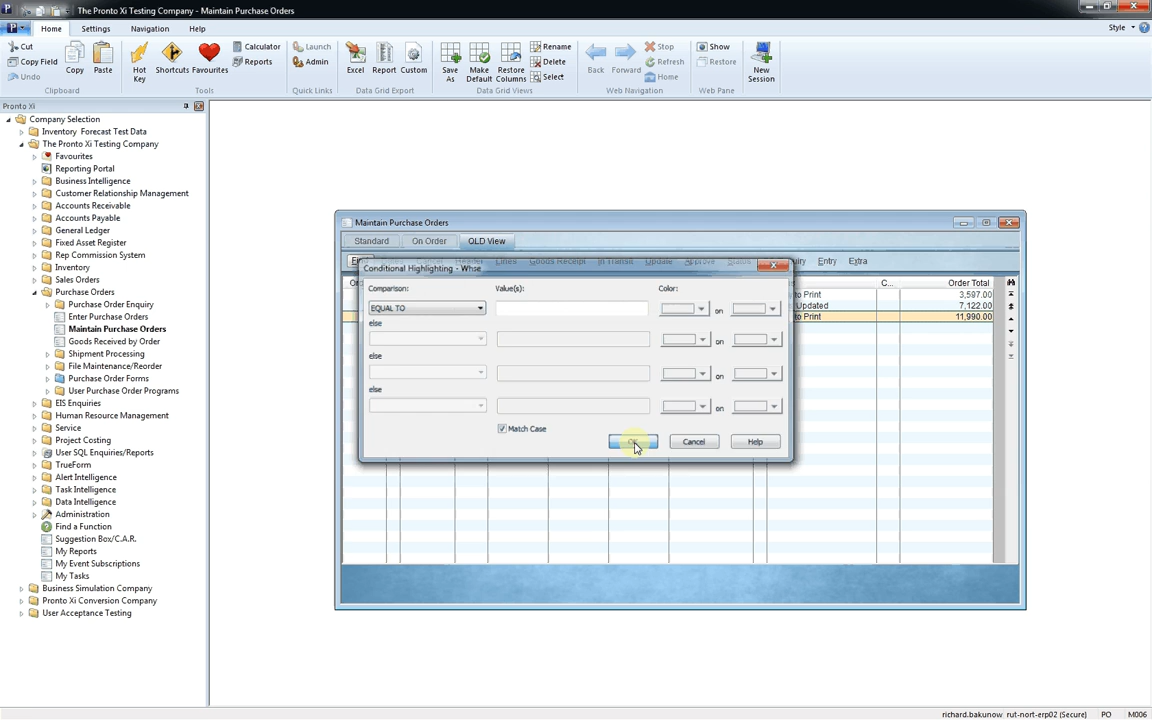 The Pronto Xi Testing Company - Maintain Purchase Orders
Home Settings Navigation Help Style
Cut
Copy Field
Undo
Copy
Paste
Clipboard
Hot Key
Shortcuts
Favourites
Calculator
Reports
Tools
Launch
Admin
Quick Links
Excel
Report
Custom
Data Grid Export
Save As
Make Default
Restore Columns
Rename
Delete
Select
Data Grid Views
Back
Forward
Stop
Refresh
Home
Web Navigation
Show
Restore
Web Pane
New Session
Pronto Xi
Company Selection
Inventory Forecast Test Data
The Pronto Xi Testing Company
Favourites
Reporting Portal
Business Intelligence
Customer Relationship Management
Accounts Receivable
Accounts Payable
General Ledger
Fixed Asset Register
Rep Commission System
Inventory
Sales Orders
Purchase Orders
Purchase Order Enquiry
Enter Purchase Orders
Maintain Purchase Orders
Goods Received by Order
Shipment Processing
File Maintenance/Reorder
Purchase Order Forms
User Purchase Order Programs
EIS Enquiries
Human Resource Management
Service
Project Costing
User SQL Enquiries/Reports
TrueForm
Alert Intelligence
Task Intelligence
Data Intelligence
Administration
Find a Function
Suggestion Box/C.A.R.
My Reports
My Event Subscriptions
My Tasks
Business Simulation Company
Pronto Xi Conversion Company
User Acceptance Testing
Maintain Purchase Orders
Standard On Order QLD View
Lines Goods Receipt In Transit Update Approve Status Entry Extra
C... Order Total
to Print 3,597.00
Updated 7,122.00
to Print 11,990.00
Conditional Highlighting - Whse
Comparison: Value(s): Color:
EQUAL TO on
else
on
else
on
else
on
Match Case
Cancel Help
richard.bakunow rut-nort-erp02 (Secure) PO M006